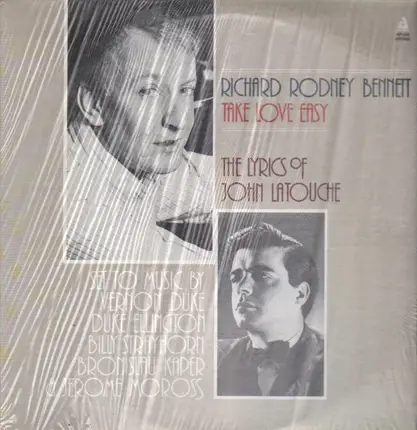 RICHARD RODNEY BENNETT
TAKE LOVE EASY
THE LYRICS OF
JOHN LATOUCHE
SET TO MUSIC BY
VERNON DUKE
DUKE ELLINGTON
BILLY STRAYHORN
BRONISLAU KAPER
& JEROME MOROSS